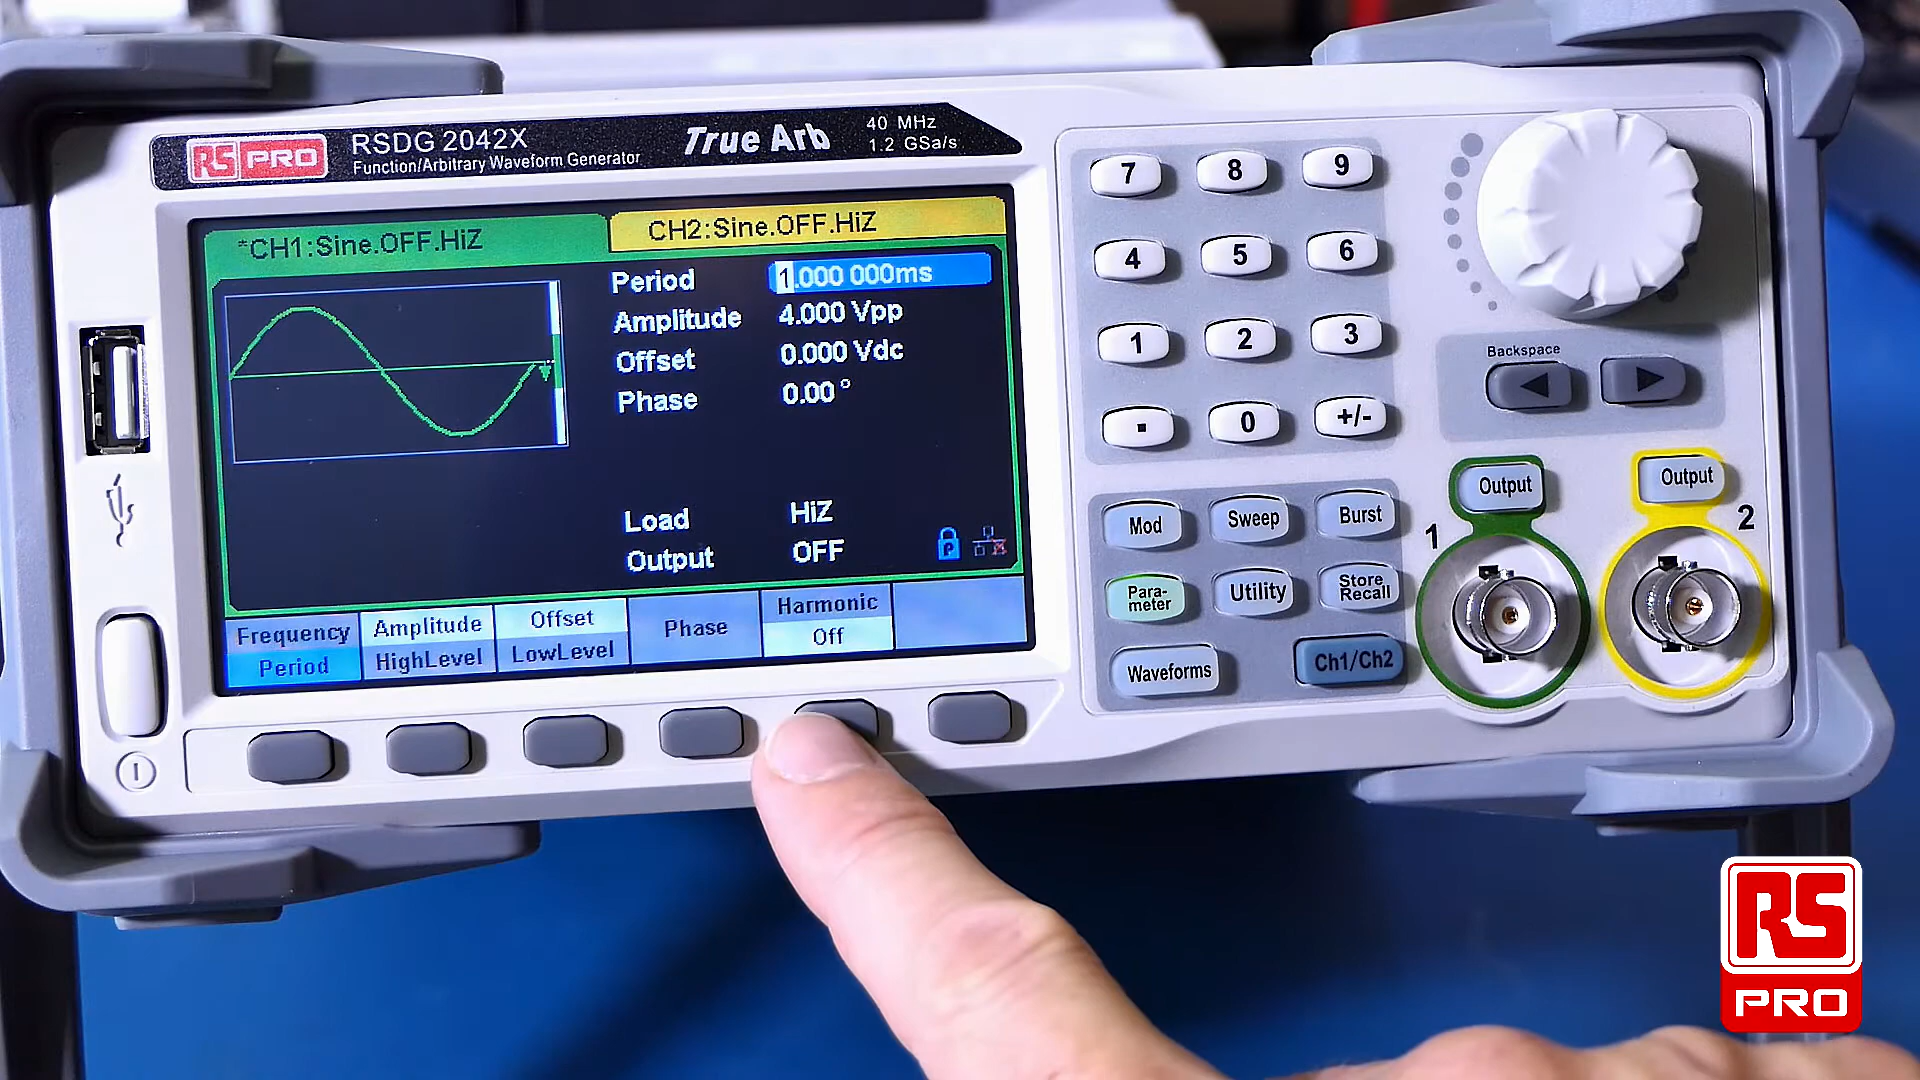 RS PRO
RSDG 2042X
Function/Arbitrary Waveform Generator
True Arb
40 MHz
1.2 GSa/s
*CH1:Sine.OFF.HiZ
CH2:Sine.OFF.HiZ
Period 1.000 000ms
Amplitude 4.000 Vpp
Offset 0.000 Vdc
Phase 0.00 °
Load HiZ
Output OFF
P
Frequency
Period
Amplitude
HighLevel
Offset
LowLevel
Phase
Harmonic
Off
7 8 9
4 5 6
1 2 3
. 0 +/-
Backspace
Mod Sweep Burst
Para-
meter
Utility
Store
Recall
Waveforms
Ch1/Ch2
Output
1
Output
2
RS
PRO